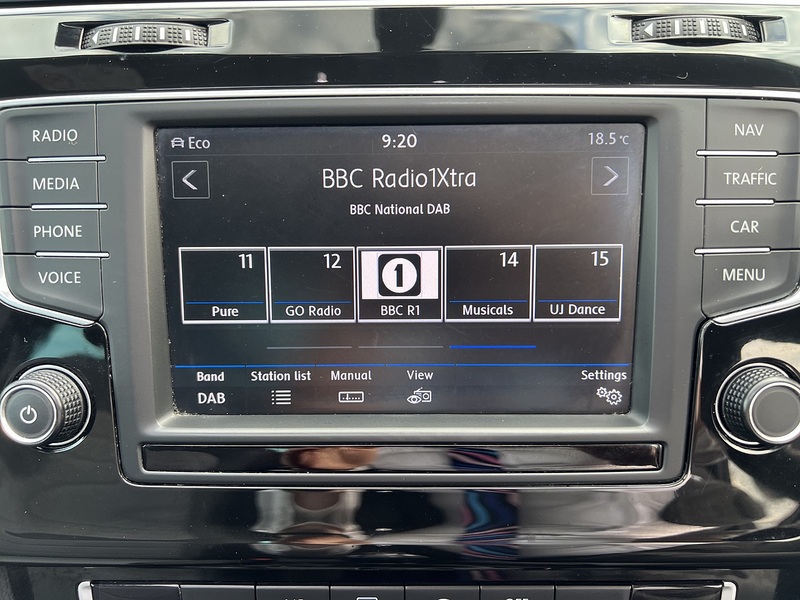 RADIO
MEDIA
PHONE
VOICE
NAV
TRAFFIC
CAR
MENU
Eco 9:20 18.5°C
BBC Radio1Xtra
BBC National DAB
11 12 1 14 15
Pure GO Radio BBC R1 Musicals UJ Dance
Band Station list Manual View Settings
DAB